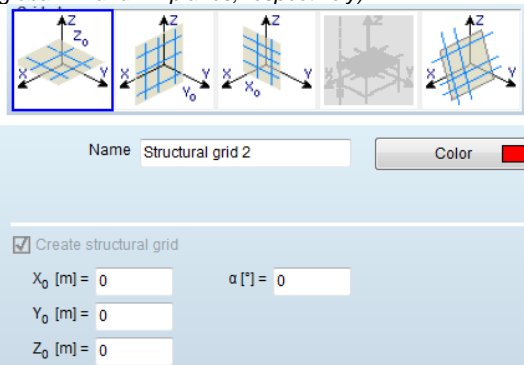 Z Z Z Z Z
Z₀
X Y X Y X Y X Y X Y
Y₀ X₀
Name Structural grid 2 Color
Create structural grid
X₀ [m] = 0 α [°] = 0
Y₀ [m] = 0
Z₀ [m] = 0